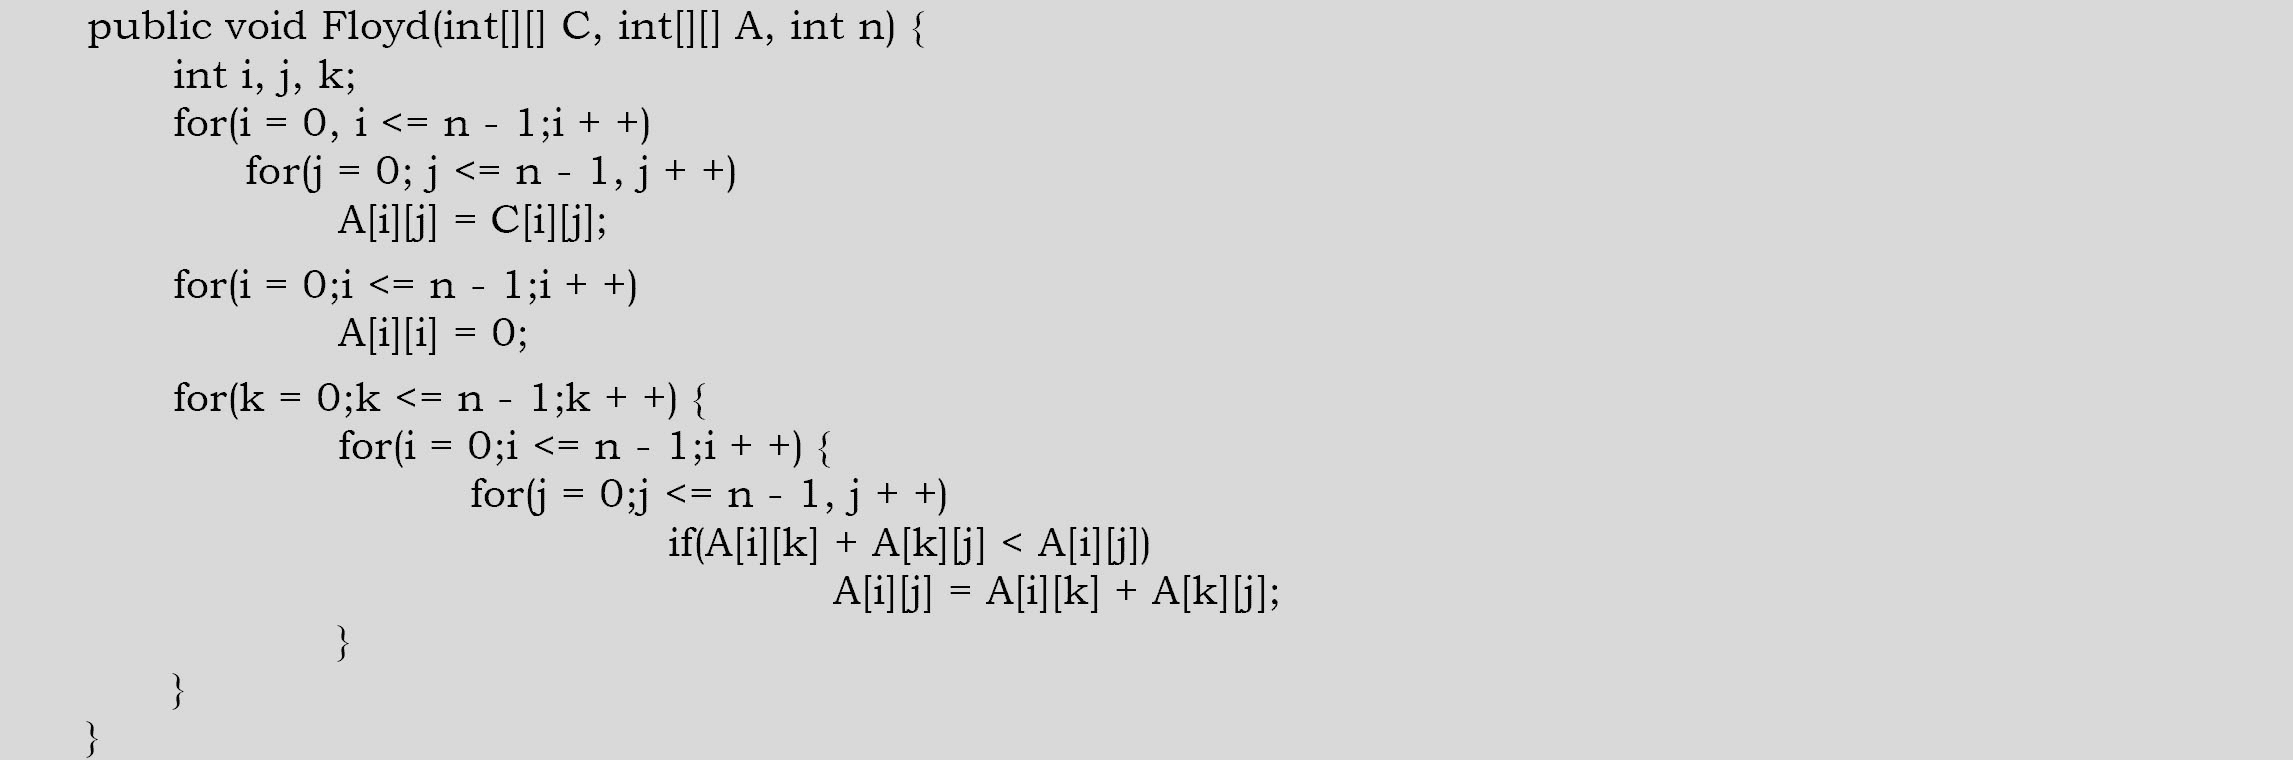 public void Floyd(int[][] C, int[][] A, int n) {
int i, j, k;
for(i = 0, i <= n - 1;i + +)
for(j = 0; j <= n - 1, j + +)
A[i][j] = C[i][j];
for(i = 0;i <= n - 1;i + +)
A[i][i] = 0;
for(k = 0;k <= n - 1;k + +) {
for(i = 0;i <= n - 1;i + +) {
for(j = 0;j <= n - 1, j + +)
if(A[i][k] + A[k][j] < A[i][j])
A[i][j] = A[i][k] + A[k][j];
}
}
}